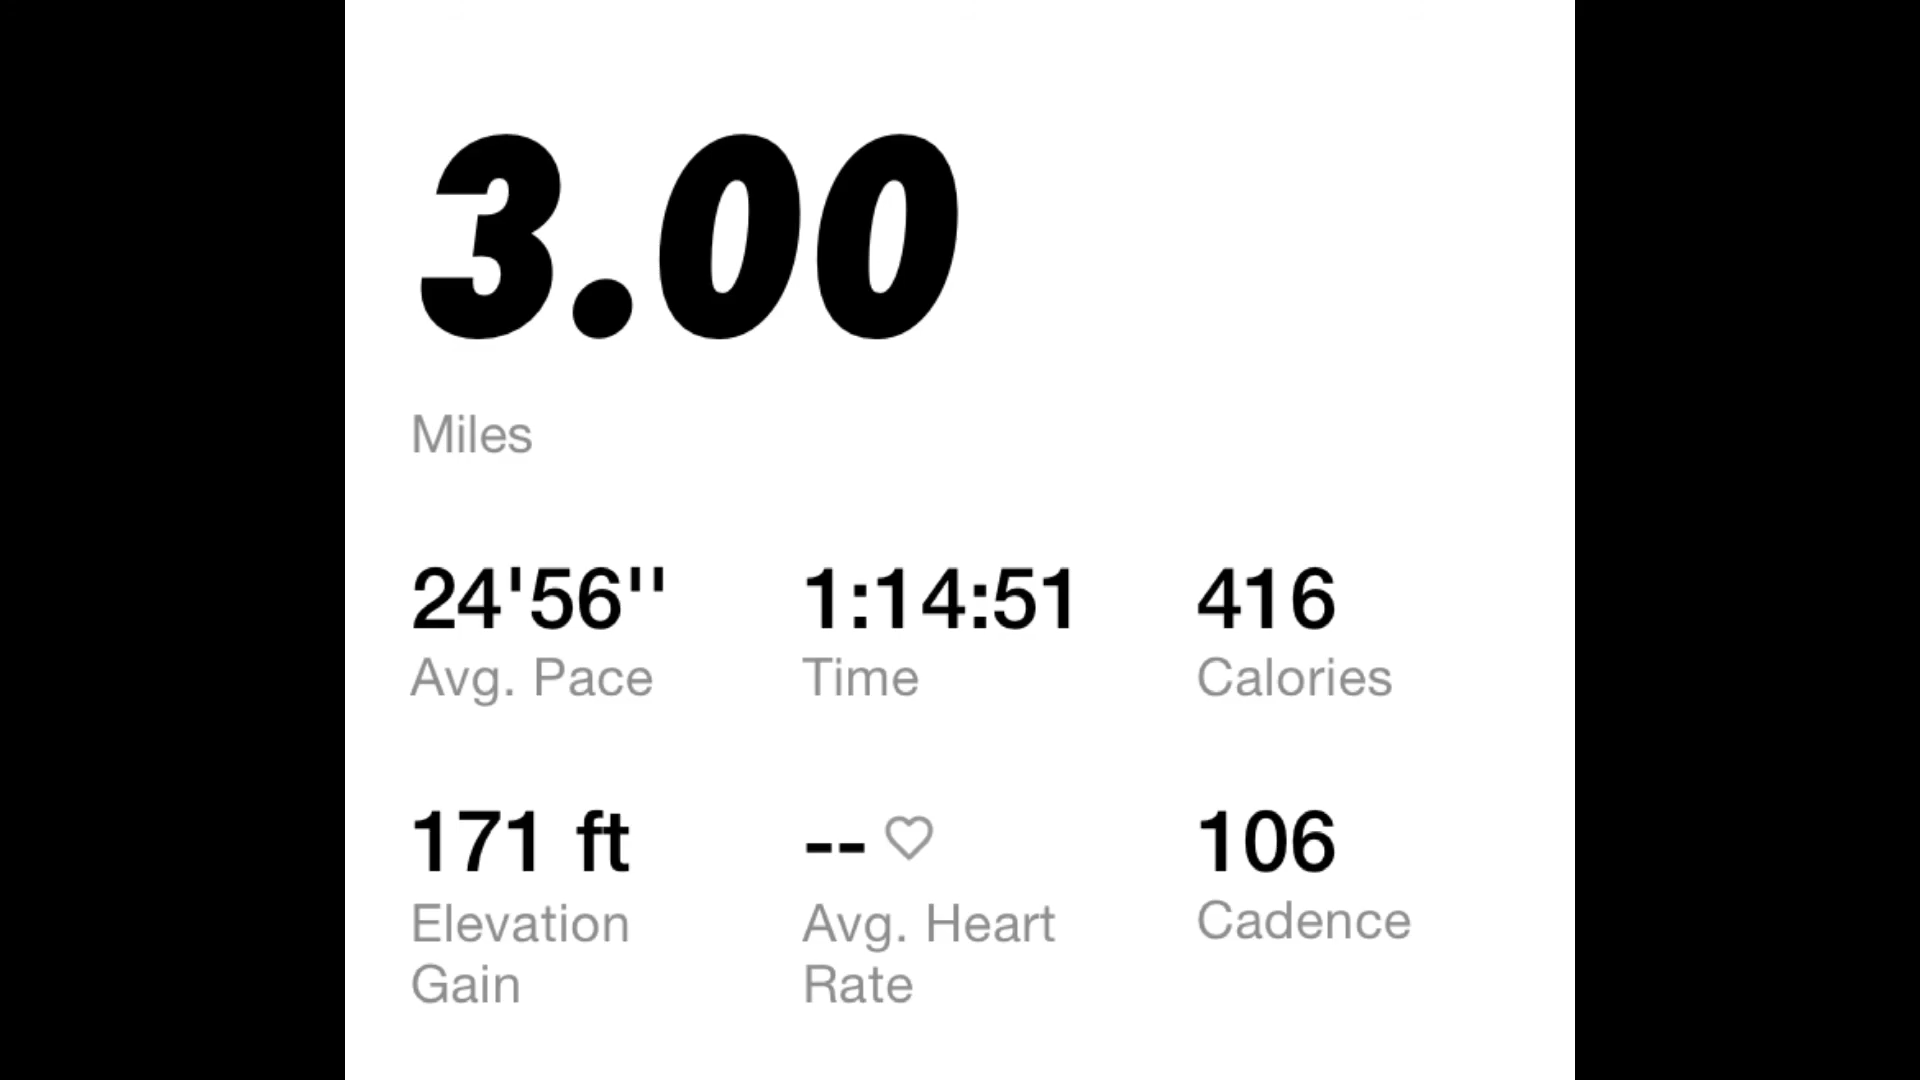 3.00
Miles
24'56'' 1:14:51 416
Avg. Pace Time Calories
171 ft -- 106
Elevation Gain Avg. Heart Rate Cadence